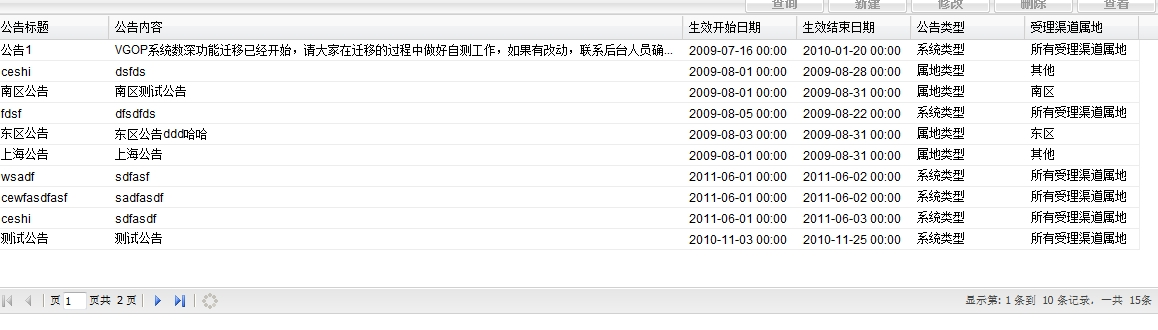 查询 新建 修改 删除 查看
公告标题 公告内容 生效开始日期 生效结束日期 公告类型 受理渠道属地
公告1 VGOP系统数深功能迁移已经开始，请大家在迁移的过程中做好自测工作，如果有改动，联系后台人员确... 2009-07-16 00:00 2010-01-20 00:00 系统类型 所有受理渠道属地
ceshi dsfds 2009-08-01 00:00 2009-08-28 00:00 属地类型 其他
南区公告 南区测试公告 2009-08-01 00:00 2009-08-31 00:00 属地类型 南区
fdsf dfsdfds 2009-08-05 00:00 2009-08-22 00:00 系统类型 所有受理渠道属地
东区公告 东区公告ddd哈哈 2009-08-03 00:00 2009-08-31 00:00 属地类型 东区
上海公告 上海公告 2009-08-01 00:00 2009-08-31 00:00 属地类型 其他
wsadf sdfasf 2011-06-01 00:00 2011-06-02 00:00 系统类型 所有受理渠道属地
cewfasdfasf sadfasdf 2011-06-01 00:00 2011-06-02 00:00 系统类型 所有受理渠道属地
ceshi sdfasdf 2011-06-01 00:00 2011-06-03 00:00 系统类型 所有受理渠道属地
测试公告 测试公告 2010-11-03 00:00 2010-11-25 00:00 系统类型 所有受理渠道属地
页 1 页共 2 页 显示第: 1 条到 10 条记录，一共 15条